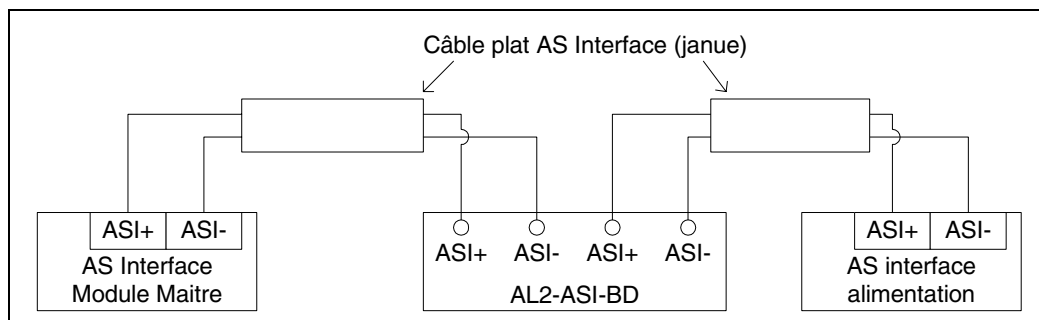 Câble plat AS Interface (janue)
ASI+ ASI-
AS Interface
Module Maitre
ASI+ ASI- ASI+ ASI-
AL2-ASI-BD
ASI+ ASI-
AS interface
alimentation